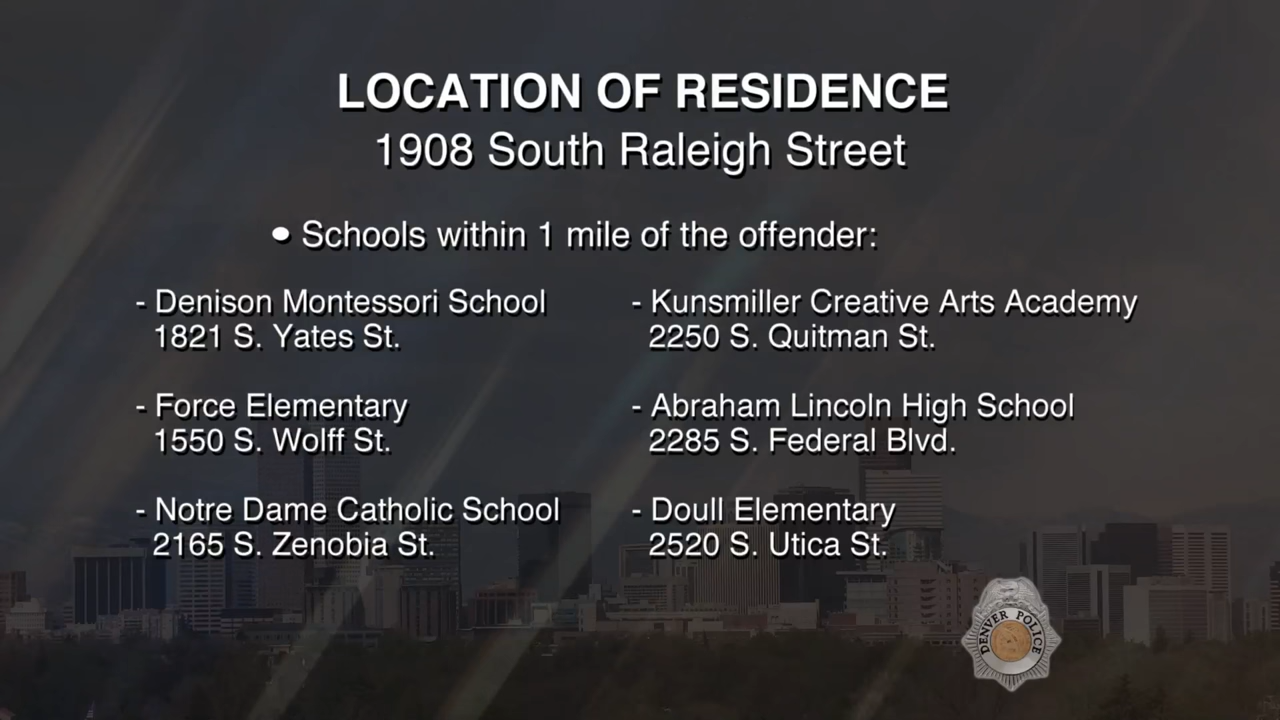 LOCATION OF RESIDENCE
1908 South Raleigh Street
• Schools within 1 mile of the offender:
- Denison Montessori School
1821 S. Yates St.
- Force Elementary
1550 S. Wolff St.
- Notre Dame Catholic School
2165 S. Zenobia St.
- Kunsmiller Creative Arts Academy
2250 S. Quitman St.
- Abraham Lincoln High School
2285 S. Federal Blvd.
- Doull Elementary
2520 S. Utica St.
DENVER POLICE